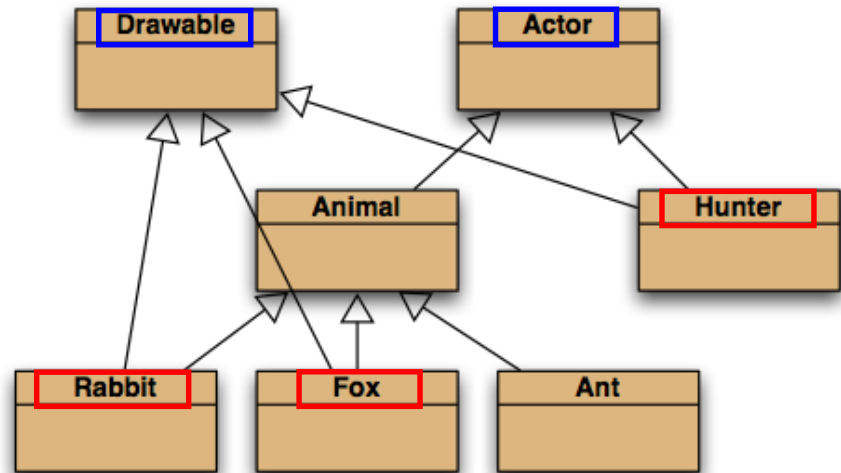 Drawable
Actor
Animal
Hunter
Rabbit
Fox
Ant